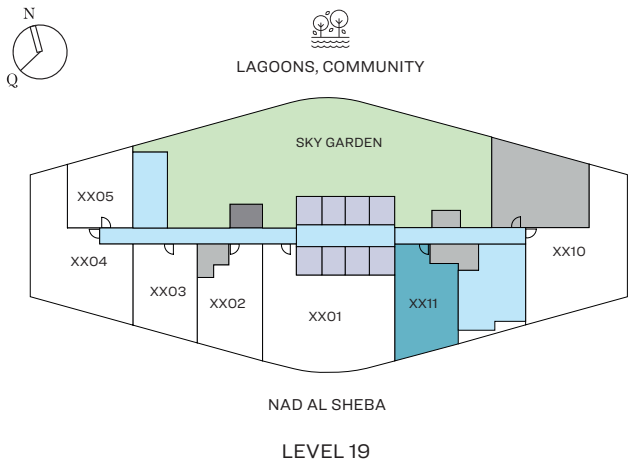 N
Q
LAGOONS, COMMUNITY
SKY GARDEN
XX05
XX04
XX03
XX02
XX01
XX11
XX10
NAD AL SHEBA
LEVEL 19